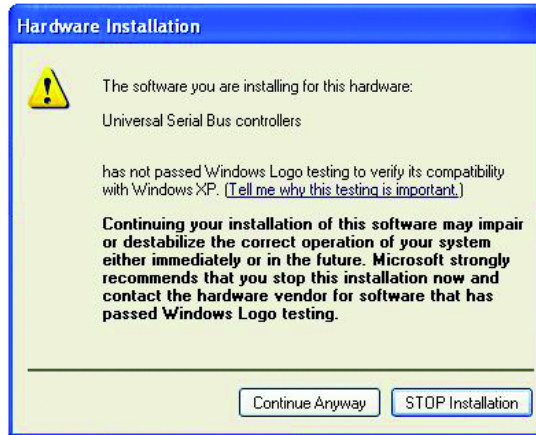 Hardware Installation
The software you are installing for this hardware:
Universal Serial Bus controllers
has not passed Windows Logo testing to verify its compatibility
with Windows XP. (Tell me why this testing is important.)
Continuing your installation of this software may impair
or destabilize the correct operation of your system
either immediately or in the future. Microsoft strongly
recommends that you stop this installation now and
contact the hardware vendor for software that has
passed Windows Logo testing.
Continue Anyway STOP Installation